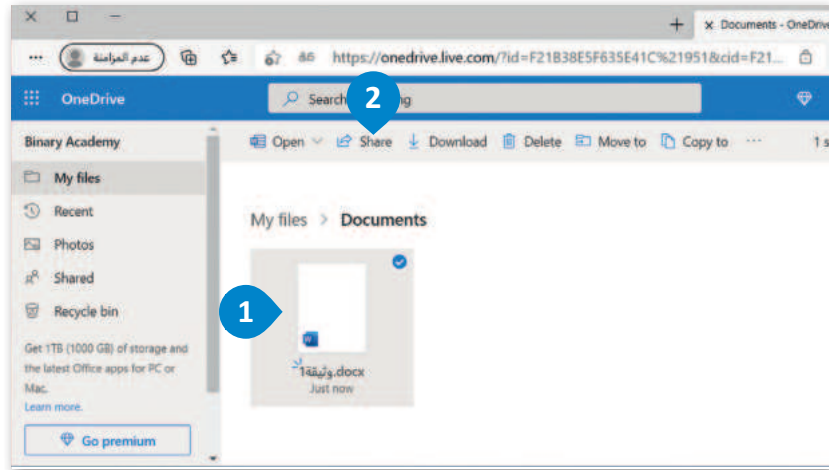 Documents - OneDrive
عدم المزامنة
https://onedrive.live.com/?id=F21B38E5F635E41C%21951&cid=F21...
OneDrive
Search
2
Binary Academy
Open
Share
Download
Delete
Move to
Copy to
...
1 s
My files
Recent
Photos
Shared
Recycle bin
My files > Documents
1
وثيقة1.docx
Just now
Get 1TB (1000 GB) of storage and
the latest Office apps for PC or
Mac.
Learn more.
Go premium